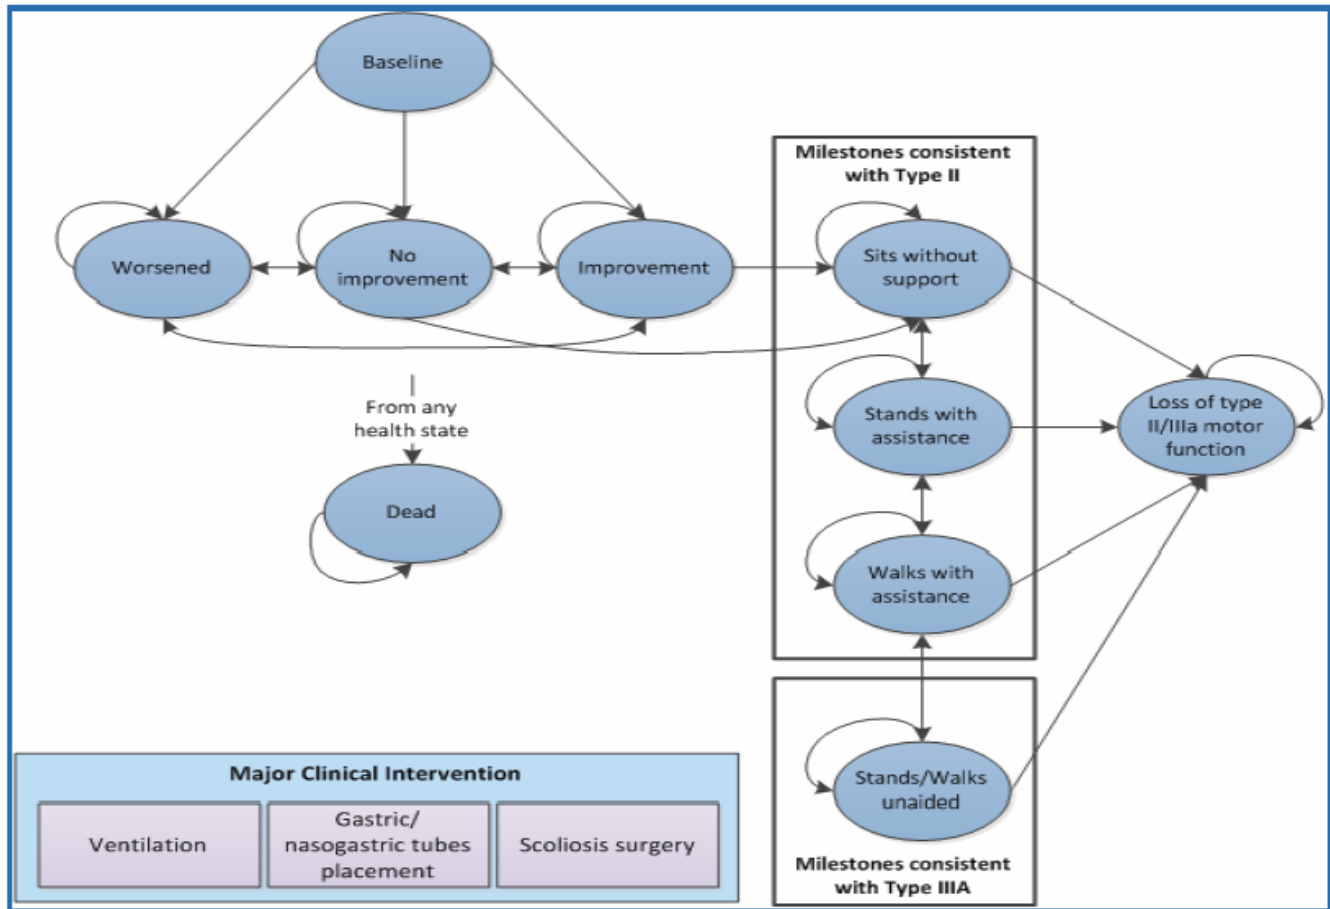 Baseline
Milestones consistent
with Type II
Worsened
No
improvement
Improvement
Sits without
support
From any
health state
Stands with
assistance
Loss of type
II/IIIa motor
function
Dead
Walks with
assistance
Major Clinical Intervention
Ventilation
Gastric/
nasogastric tubes
placement
Scoliosis surgery
Stands/Walks
unaided
Milestones consistent
with Type IIIA